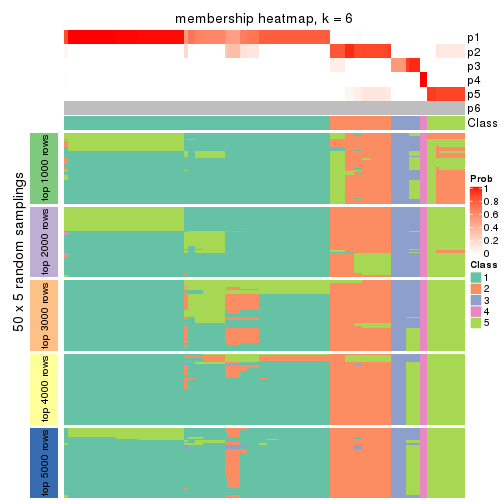 membership heatmap, k = 6
p1
p2
p3
p4
p5
p6
Class
50 x 5 random samplings
top 1000 rows
top 2000 rows
top 3000 rows
top 4000 rows
top 5000 rows
Prob
1
0.8
0.6
0.4
0.2
0
Class
1
2
3
4
5